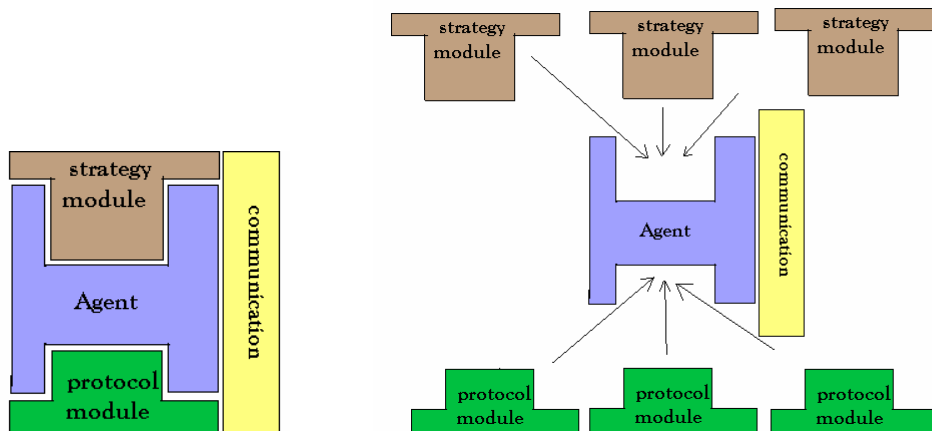 strategy
module
Agent
protocol
module
communication
strategy
module
strategy
module
strategy
module
Agent
communication
protocol
module
protocol
module
protocol
module